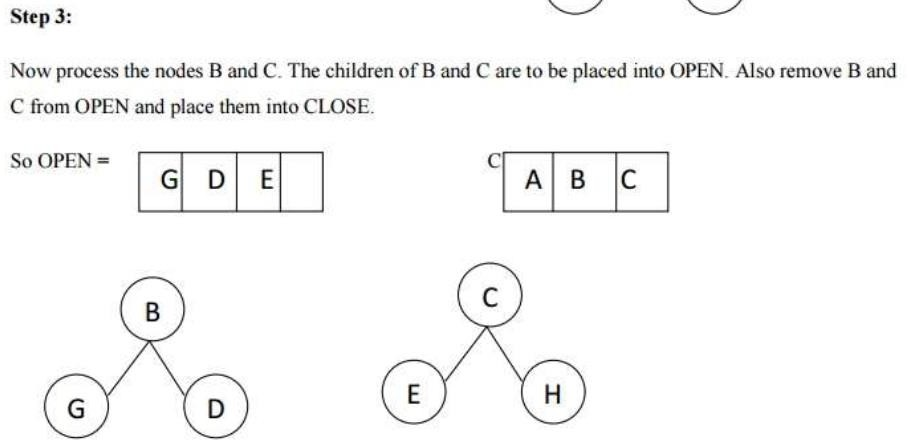 Step 3:
Now process the nodes B and C. The children of B and C are to be placed into OPEN. Also remove B and
C from OPEN and place them into CLOSE.
So OPEN = G D E C A B C
B C
G D E H